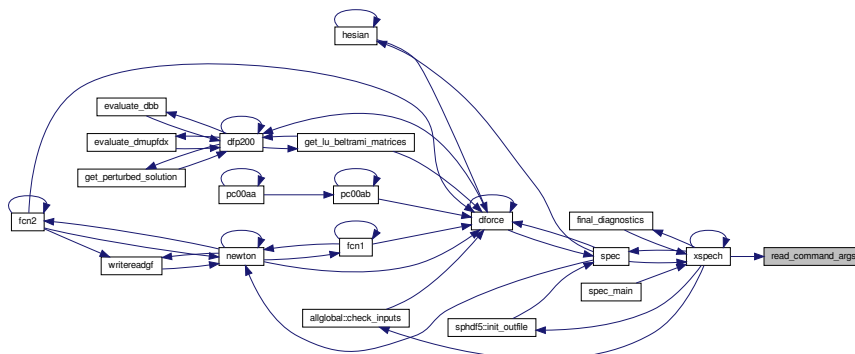 hesian
evaluate_dbb
evaluate_dmupfdx
dfp200
get_lu_beltrami_matrices
get_perturbed_solution
pc00aa
pc00ab
fcn2
dforce
final_diagnostics
fcn1
newton
writereadgf
spec
xspech
read_command_args
spec_main
allglobal::check_inputs
sphdf5::init_outfile